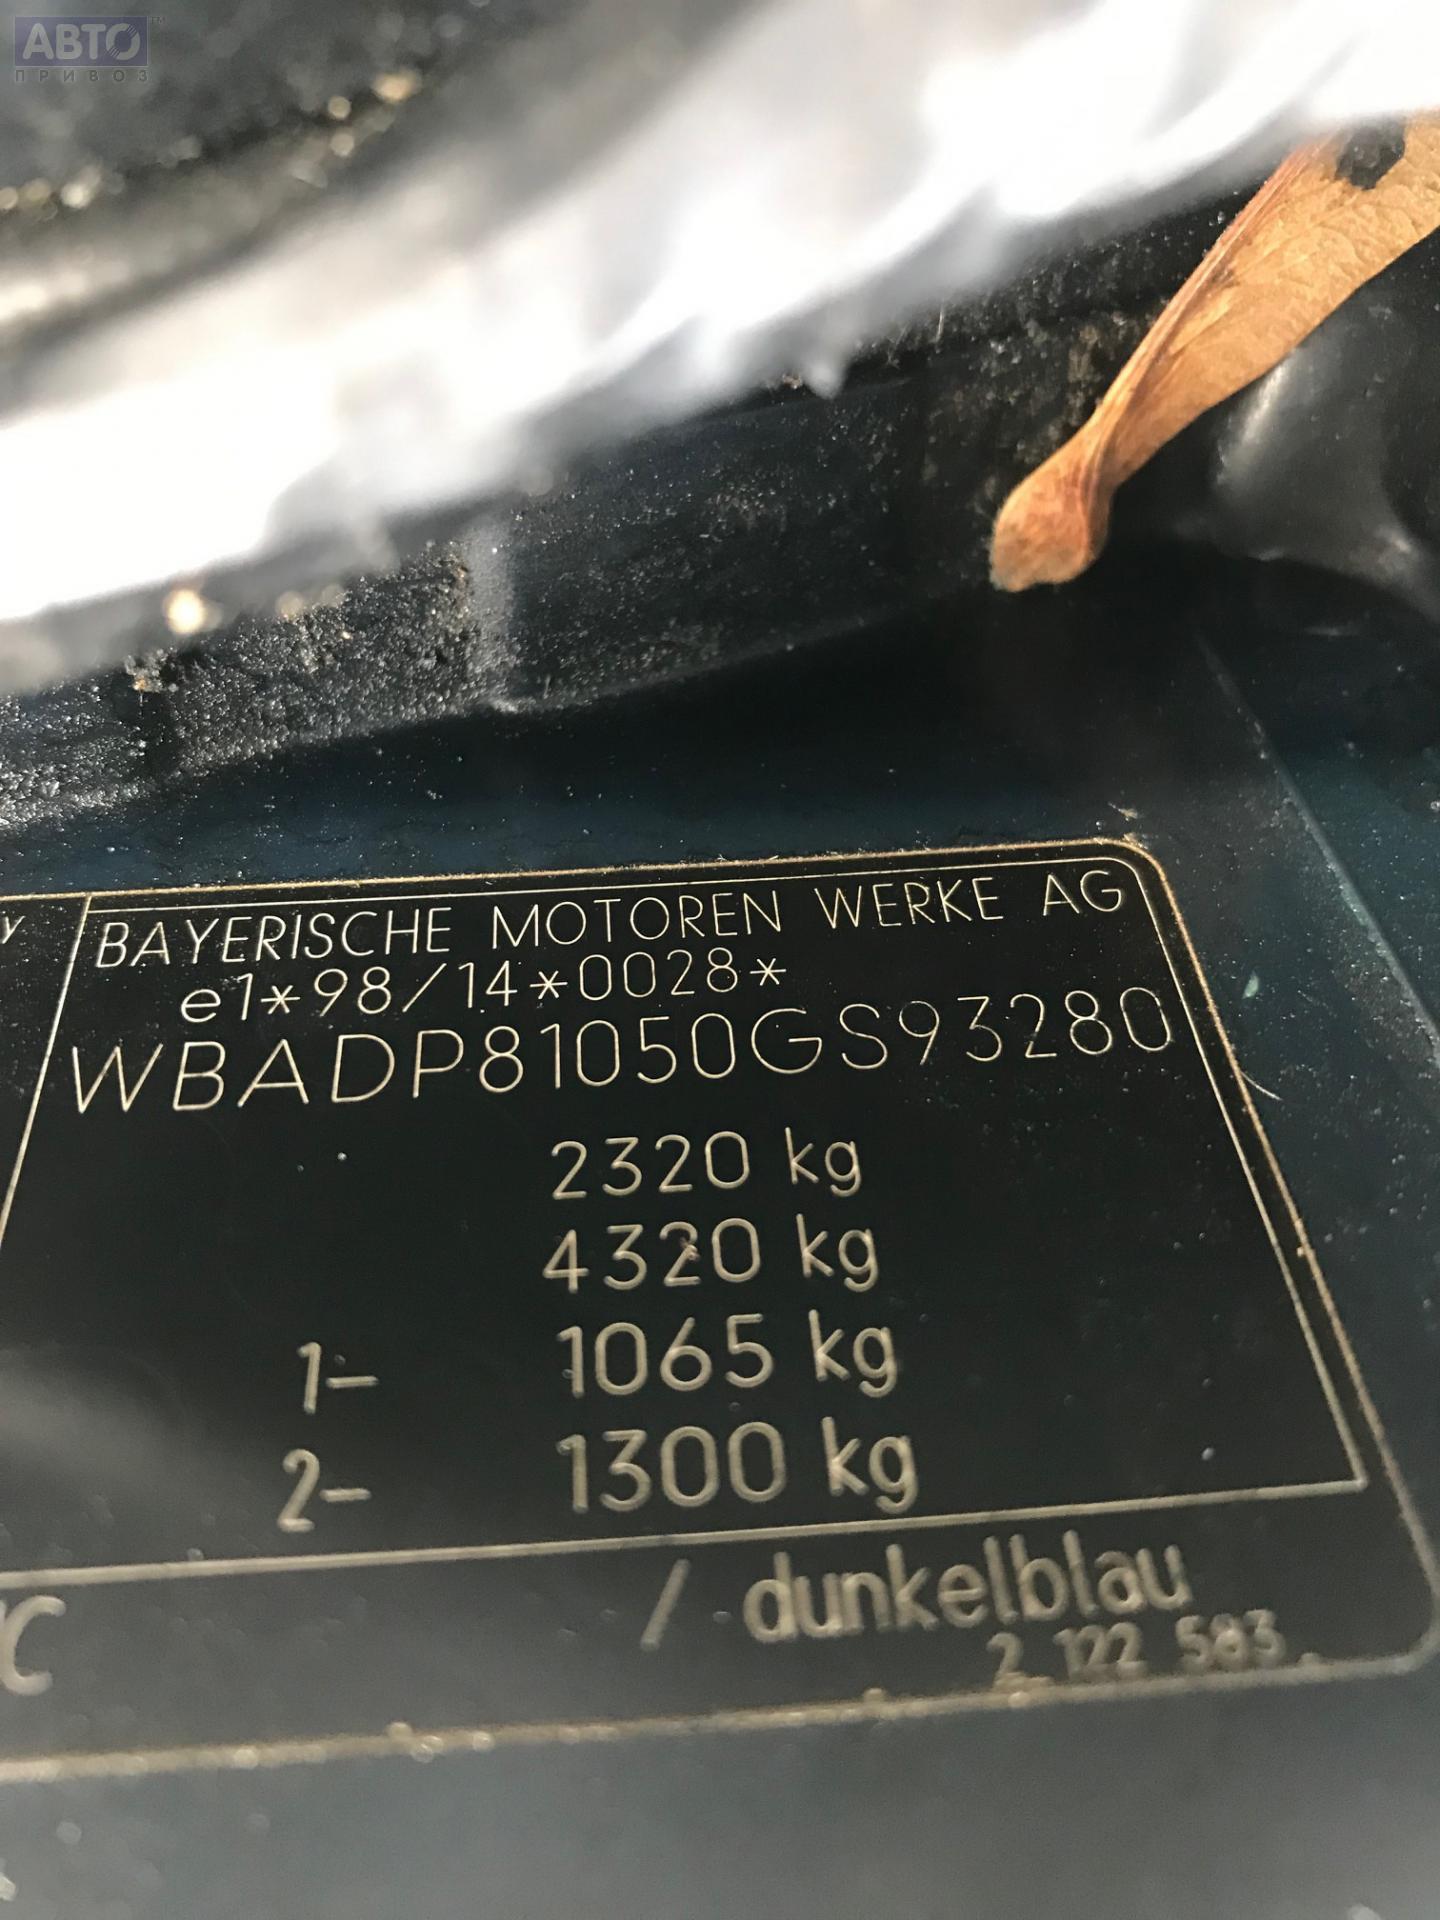 АВТО™
ПРИВОЗ
BAYERISCHE MOTOREN WERKE AG
e1*98/14*0028*
WBADP81050GS93280
2320 kg
4320 kg
1- 1065 kg
2- 1300 kg
/ dunkelblau
2 122 583